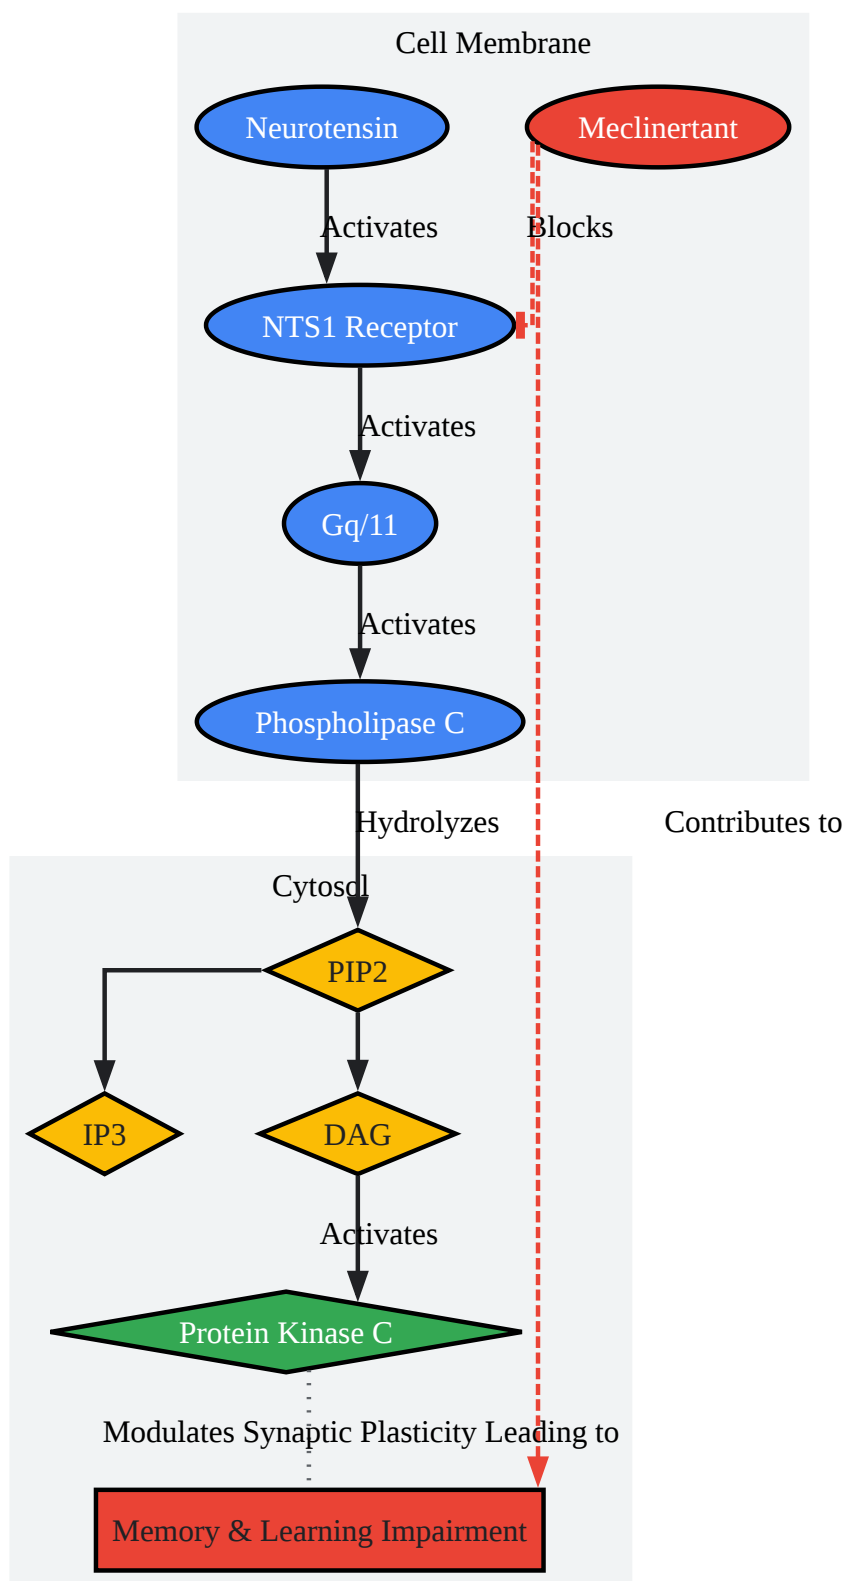 Cell Membrane
Neurotensin
Meclinertant
Activates
Blocks
NTS1 Receptor
Activates
Gq/11
Activates
Phospholipase C
Hydrolyzes
Contributes to
Cytosol
PIP2
IP3
DAG
Activates
Protein Kinase C
Modulates Synaptic Plasticity Leading to
Memory & Learning Impairment